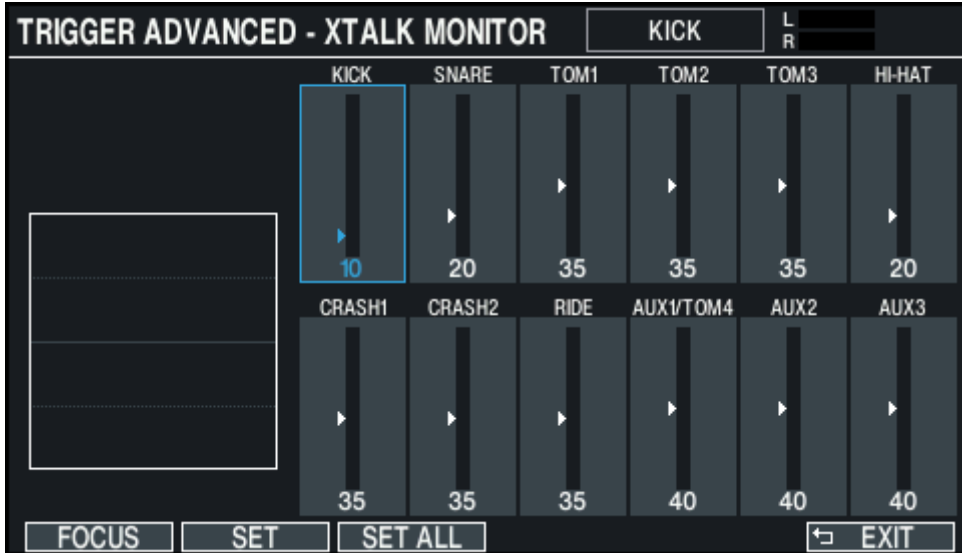 TRIGGER ADVANCED - XTALK MONITOR KICK L
R
KICK SNARE TOM1 TOM2 TOM3 HI-HAT
10 20 35 35 35 20
CRASH1 CRASH2 RIDE AUX1/TOM4 AUX2 AUX3
35 35 35 40 40 40
FOCUS SET SET ALL EXIT